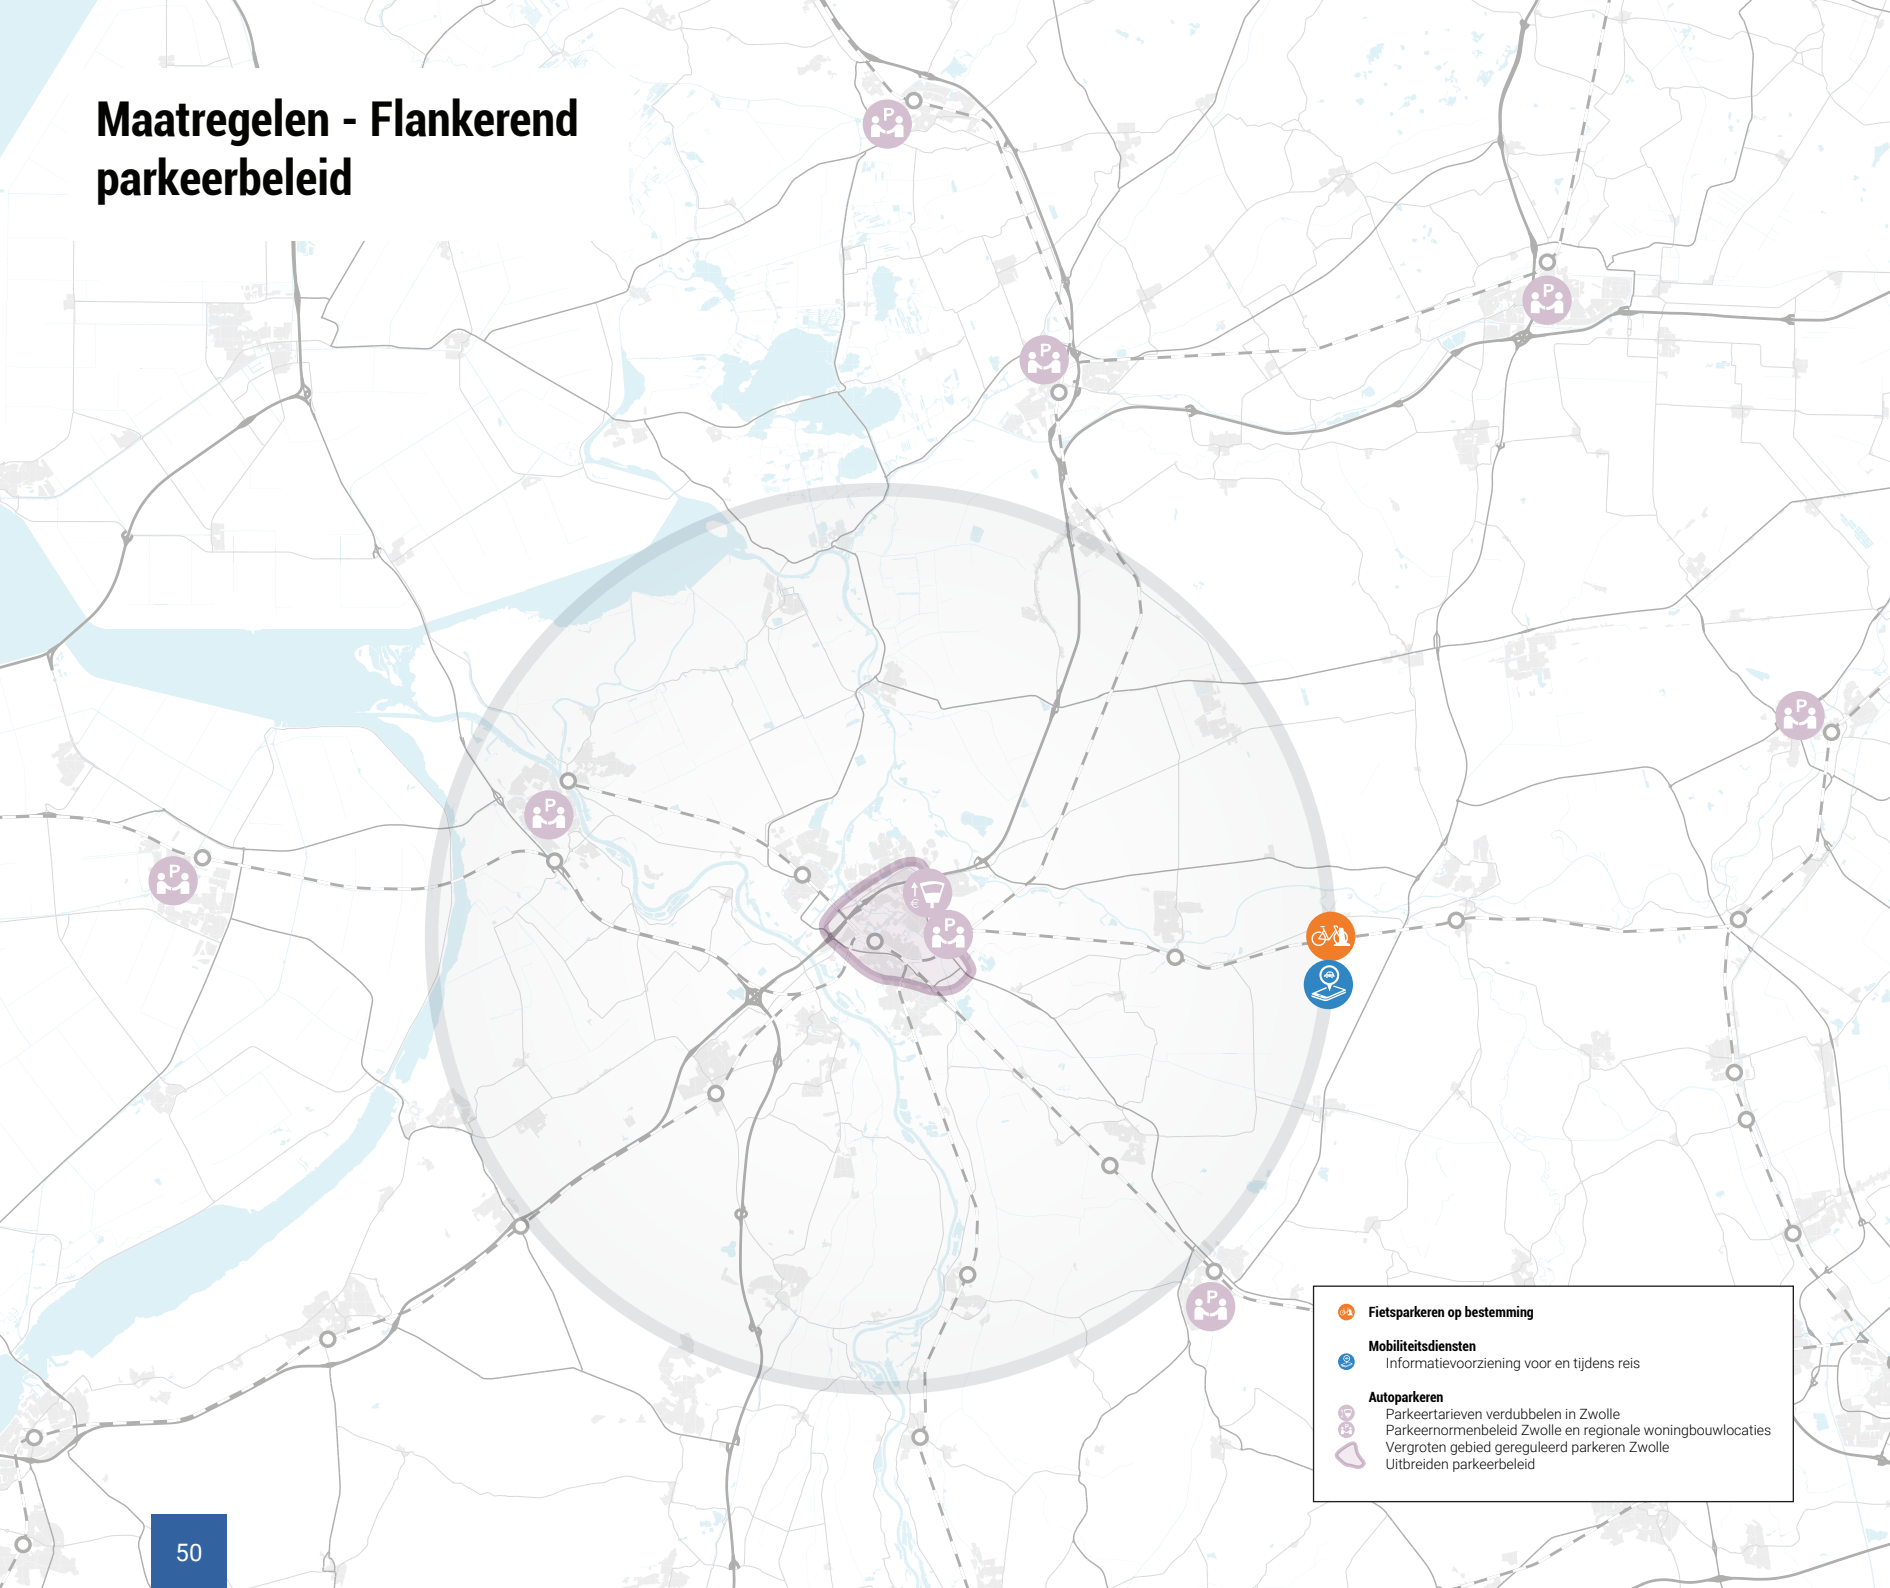 Maatregelen - Flankerend
parkeerbeleid
P
P
P
P
P
P
€
P
P
Fietsparkeren op bestemming
Mobiliteitsdiensten
Informatievoorziening voor en tijdens reis
Autoparkeren
Parkeertarieven verdubbelen in Zwolle
Parkeernormenbeleid Zwolle en regionale woningbouwlocaties
Vergroten gebied gereguleerd parkeren Zwolle
Uitbreiden parkeerbeleid
50